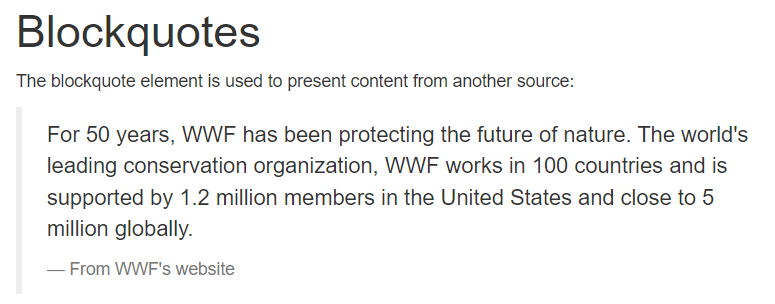 Blockquotes
The blockquote element is used to present content from another source:
For 50 years, WWF has been protecting the future of nature. The world's
leading conservation organization, WWF works in 100 countries and is
supported by 1.2 million members in the United States and close to 5
million globally.
— From WWF's website